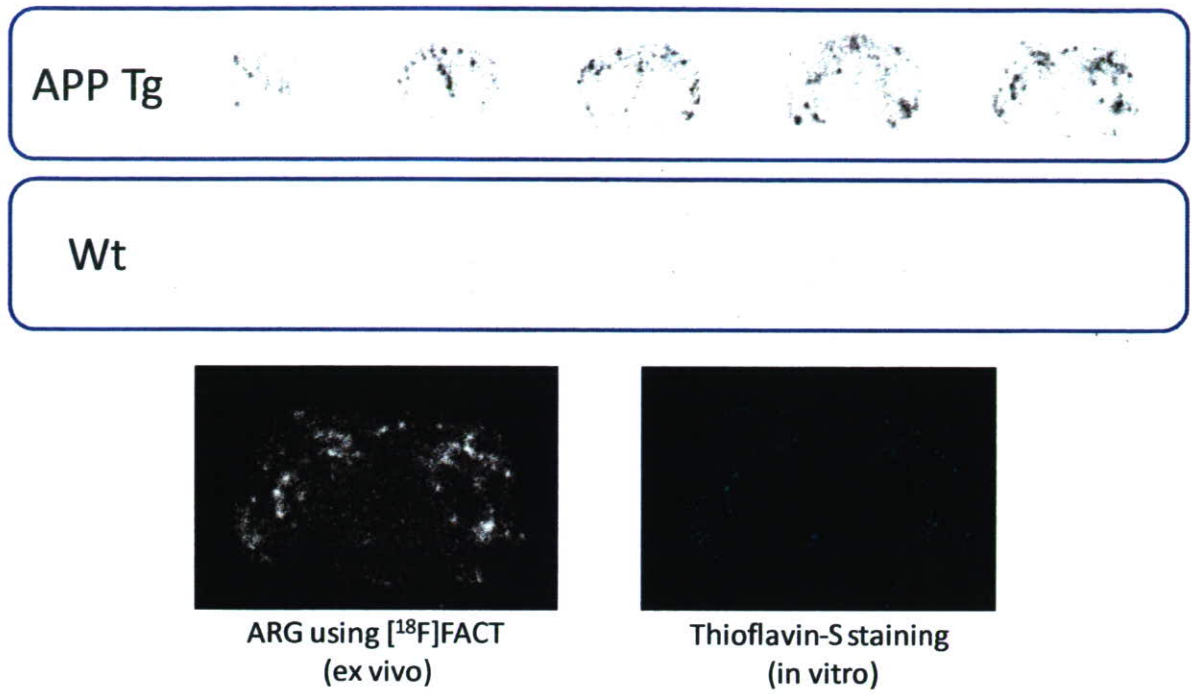 APP Tg
Wt
ARG using [¹⁸F]FACT
(ex vivo)
Thioflavin-S staining
(in vitro)